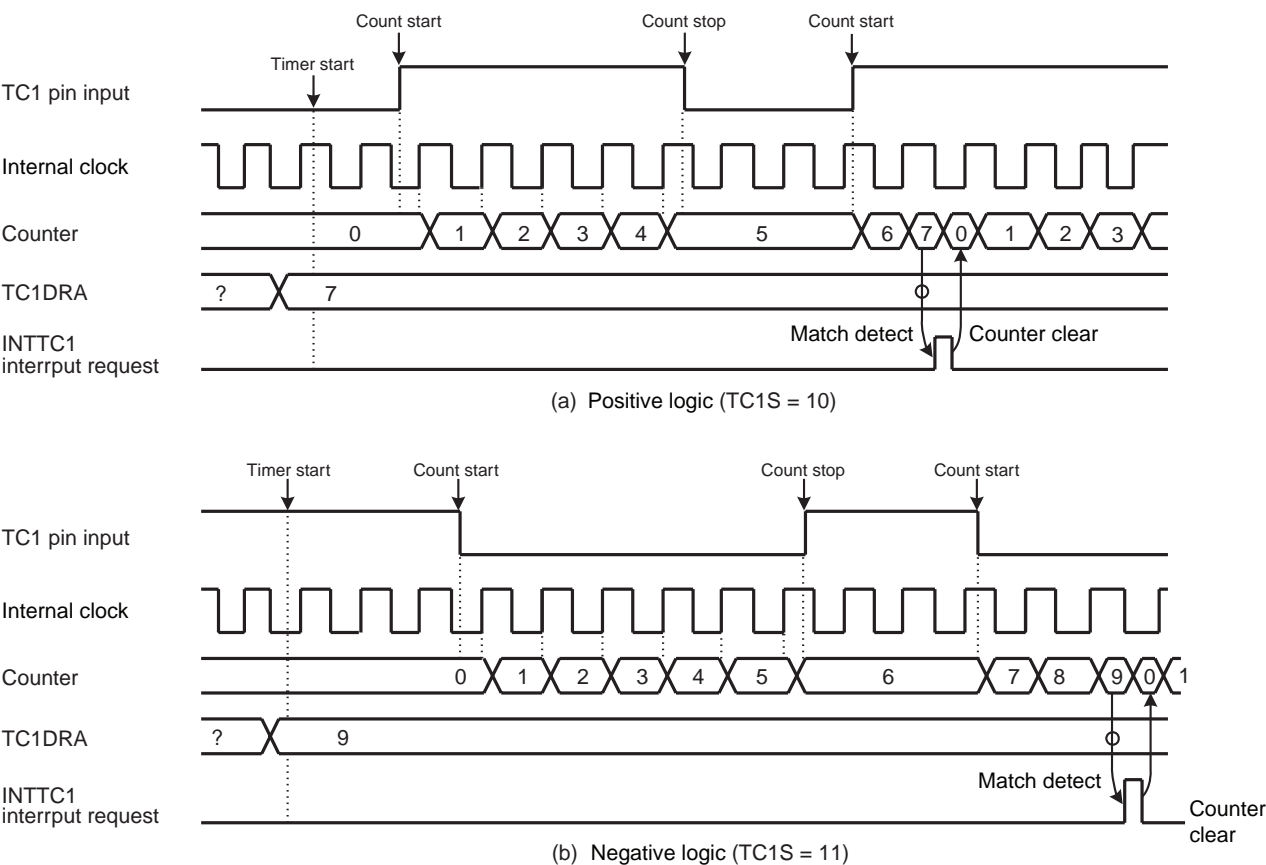 Count start Count stop Count start
Timer start
TC1 pin input
Internal clock
Counter 0 1 2 3 4 5 6 7 0 1 2 3
TC1DRA ? 7
Match detect Counter clear
INTTC1
interrput request
(a) Positive logic (TC1S = 10)
Timer start Count start Count stop Count start
TC1 pin input
Internal clock
Counter 0 1 2 3 4 5 6 7 8 9 0 1
TC1DRA ? 9
Match detect
INTTC1
interrput request
Counter
clear
(b) Negative logic (TC1S = 11)